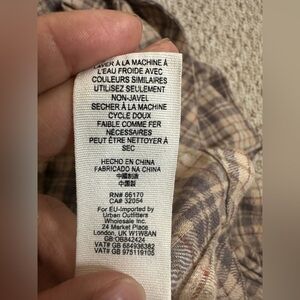 LAVER À LA MACHINE À
L'EAU FROIDE AVEC
COULEURS SIMILAIRES
UTILISEZ SEULEMENT
NON-JAVEL
SECHER À LA MACHINE
CYCLE DOUX
FAIBLE COMME FER
NÉCESSAIRES
PEUT ÊTRE NETTOYER À
SEC
HECHO EN CHINA
FABRICADO NA CHINA
中國制造
中国製
RN# 66170
CA# 32054
For EU-Imported by
Urban Outfitters
Wholesale Inc.
24 Market Place
London, UK W1W8AN
GB:OB842424
VAT# GB 684936382
VAT# GB 975119105